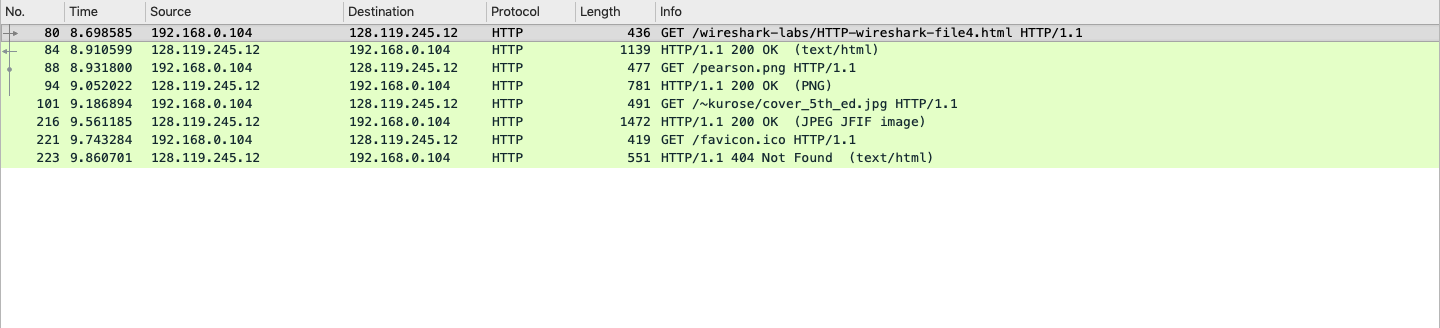 No. Time Source Destination Protocol Length Info
80 8.698585 192.168.0.104 128.119.245.12 HTTP 436 GET /wireshark-labs/HTTP-wireshark-file4.html HTTP/1.1
84 8.910599 128.119.245.12 192.168.0.104 HTTP 1139 HTTP/1.1 200 OK  (text/html)
88 8.931800 192.168.0.104 128.119.245.12 HTTP 477 GET /pearson.png HTTP/1.1
94 9.052022 128.119.245.12 192.168.0.104 HTTP 781 HTTP/1.1 200 OK  (PNG)
101 9.186894 192.168.0.104 128.119.245.12 HTTP 491 GET /~kurose/cover_5th_ed.jpg HTTP/1.1
216 9.561185 128.119.245.12 192.168.0.104 HTTP 1472 HTTP/1.1 200 OK  (JPEG JFIF image)
221 9.743284 192.168.0.104 128.119.245.12 HTTP 419 GET /favicon.ico HTTP/1.1
223 9.860701 128.119.245.12 192.168.0.104 HTTP 551 HTTP/1.1 404 Not Found  (text/html)